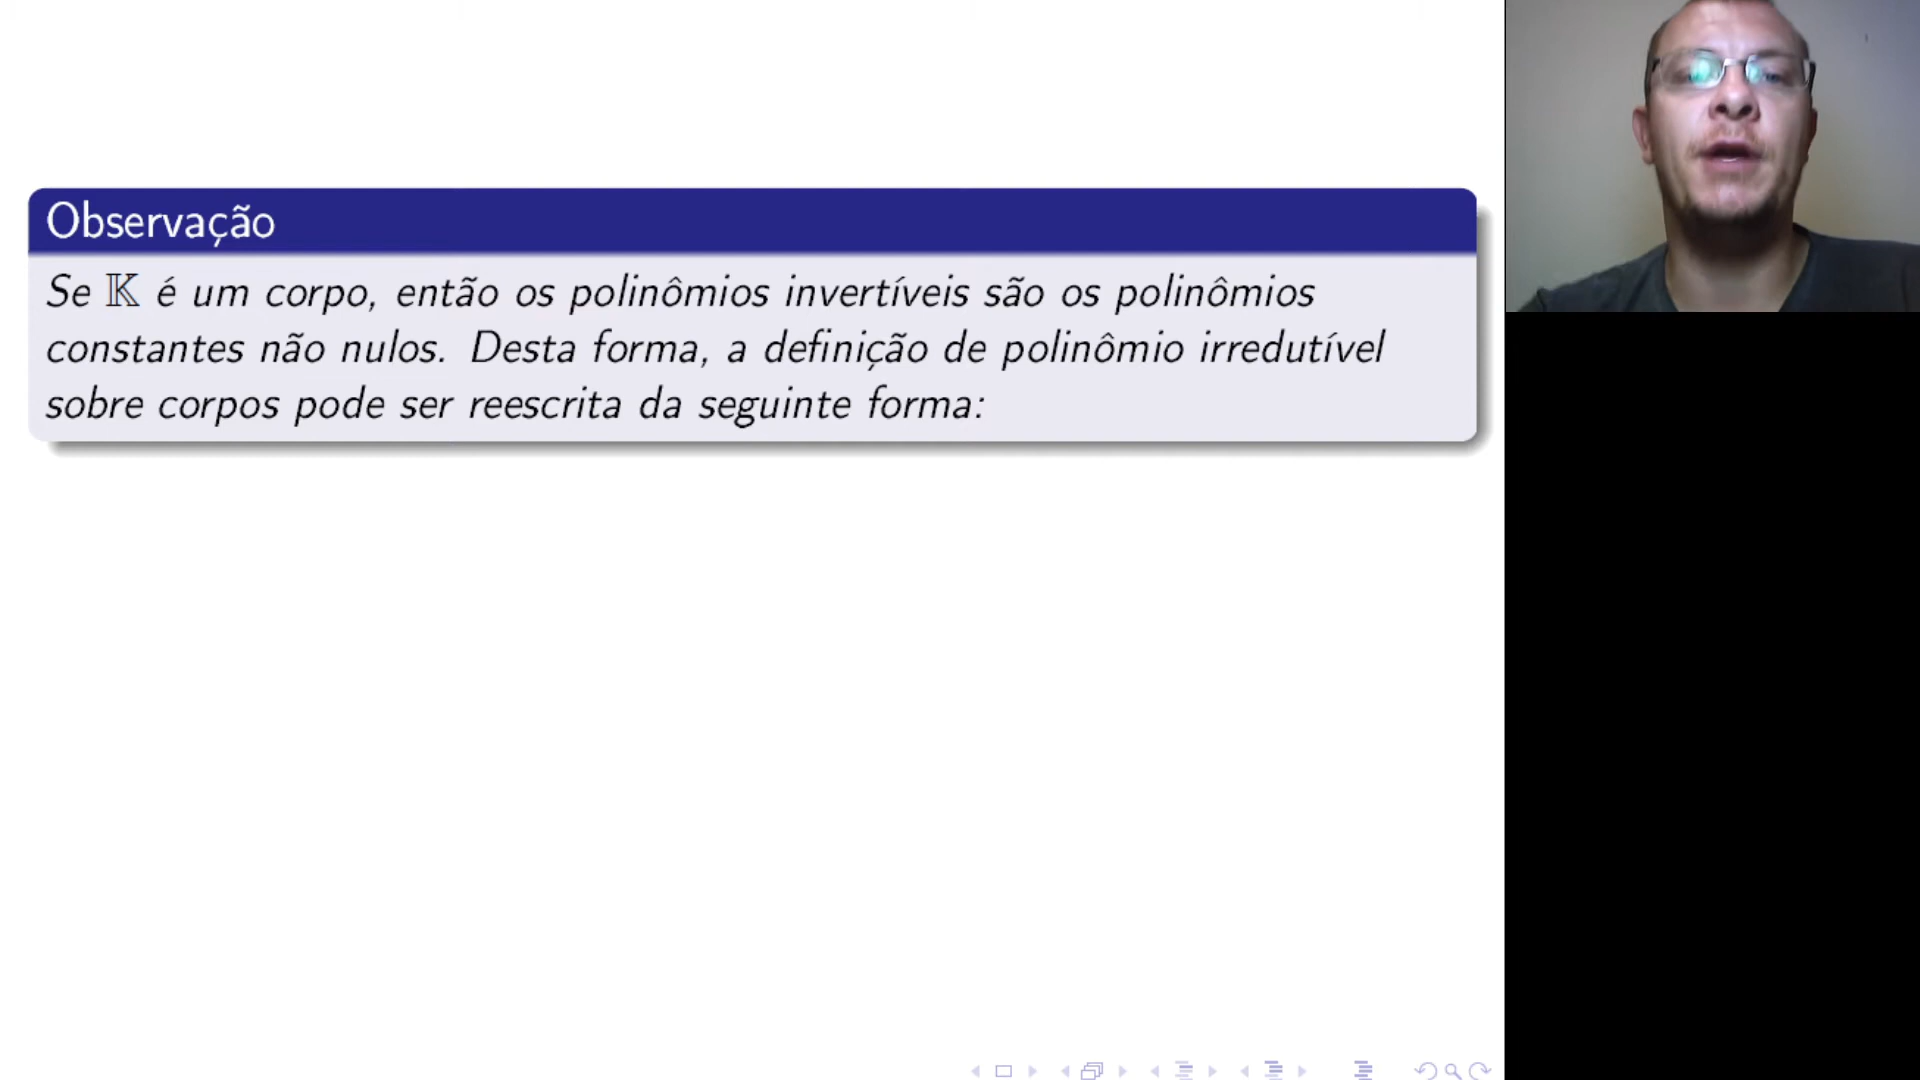 Observação
Se 𝕂 é um corpo, então os polinômios invertíveis são os polinômios
constantes não nulos. Desta forma, a definição de polinômio irredutível
sobre corpos pode ser reescrita da seguinte forma: